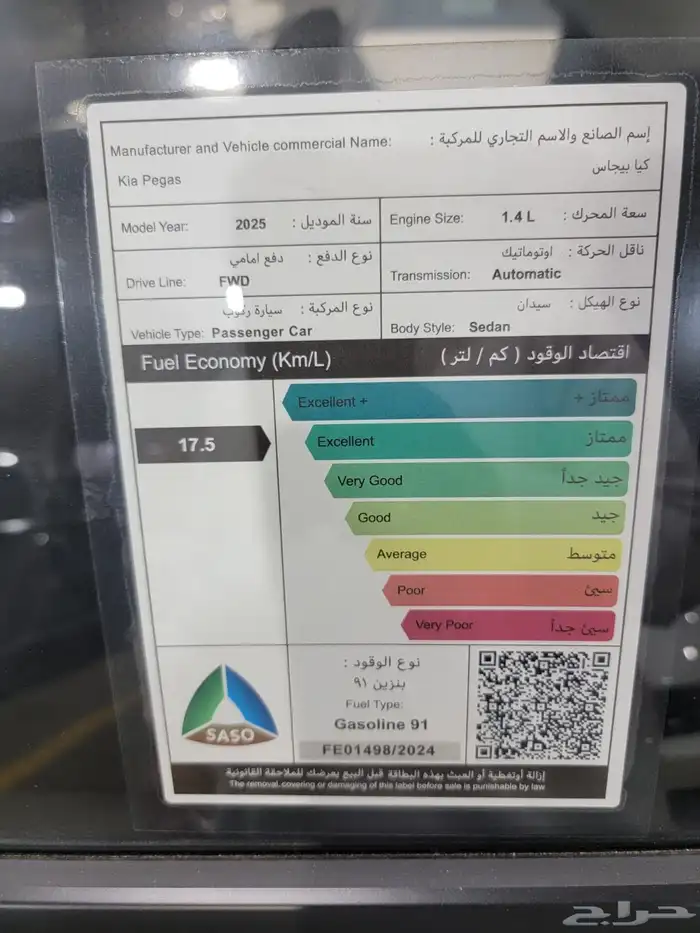 Manufacturer and Vehicle commercial Name: إسم الصانع والاسم التجاري للمركبة :
Kia Pegas كيا بيجاس
Model Year: 2025 سنة الموديل :
Engine Size: 1.4 L سعة المحرك :
نوع الدفع : دفع امامي
Drive Line: FWD
ناقل الحركة : اوتوماتيك
Transmission: Automatic
نوع المركبة : سيارة ركوب
Vehicle Type: Passenger Car
نوع الهيكل : سيدان
Body Style: Sedan
Fuel Economy (Km/L) اقتصاد الوقود ( كم / لتر )
Excellent + ممتاز +
17.5
Excellent ممتاز
Very Good جيد جداً
Good جيد
Average متوسط
Poor سيئ
Very Poor سيئ جداً
SASO
نوع الوقود :
بنزين ٩١
Fuel Type:
Gasoline 91
FE01498/2024
إزالة أوتغطية أو العبث بهذه البطاقة قبل البيع يعرضك للملاحقة القانونية
The removal, covering or damaging of this label before sale is punishable by law
حراج